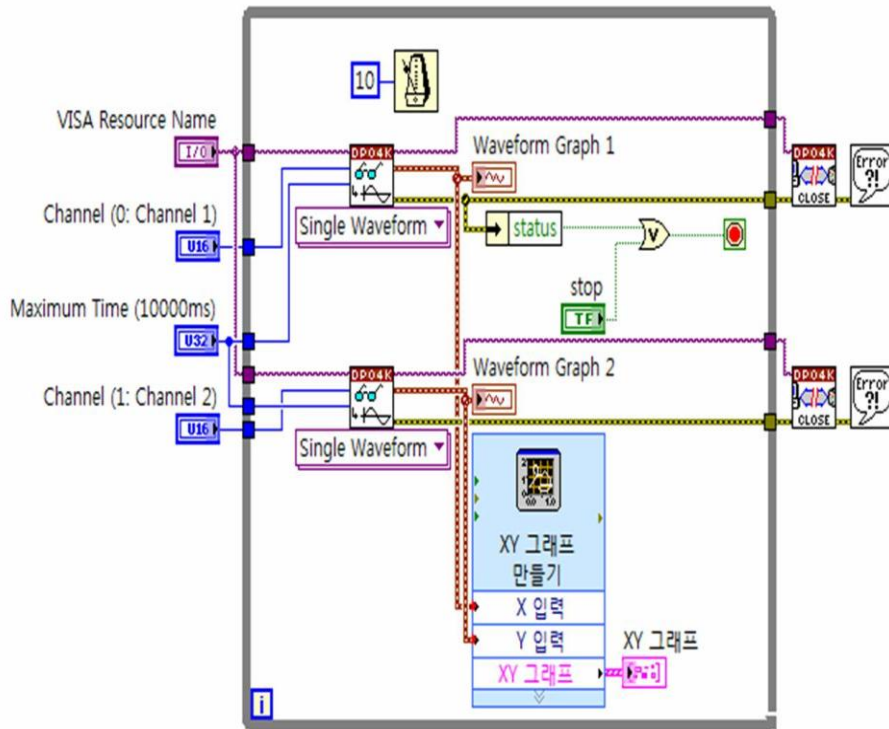 10
VISA Resource Name
I/O
DPO4K
Waveform Graph 1
DPO4K
CLOSE
Error
?!
Channel (0: Channel 1)
U16
Single Waveform
status
V
stop
TF
Maximum Time (10000ms)
U32
DPO4K
Waveform Graph 2
DPO4K
CLOSE
Error
?!
Channel (1: Channel 2)
U16
Single Waveform
XY 그래프
만들기
X 입력
Y 입력
XY 그래프
XY 그래프
i